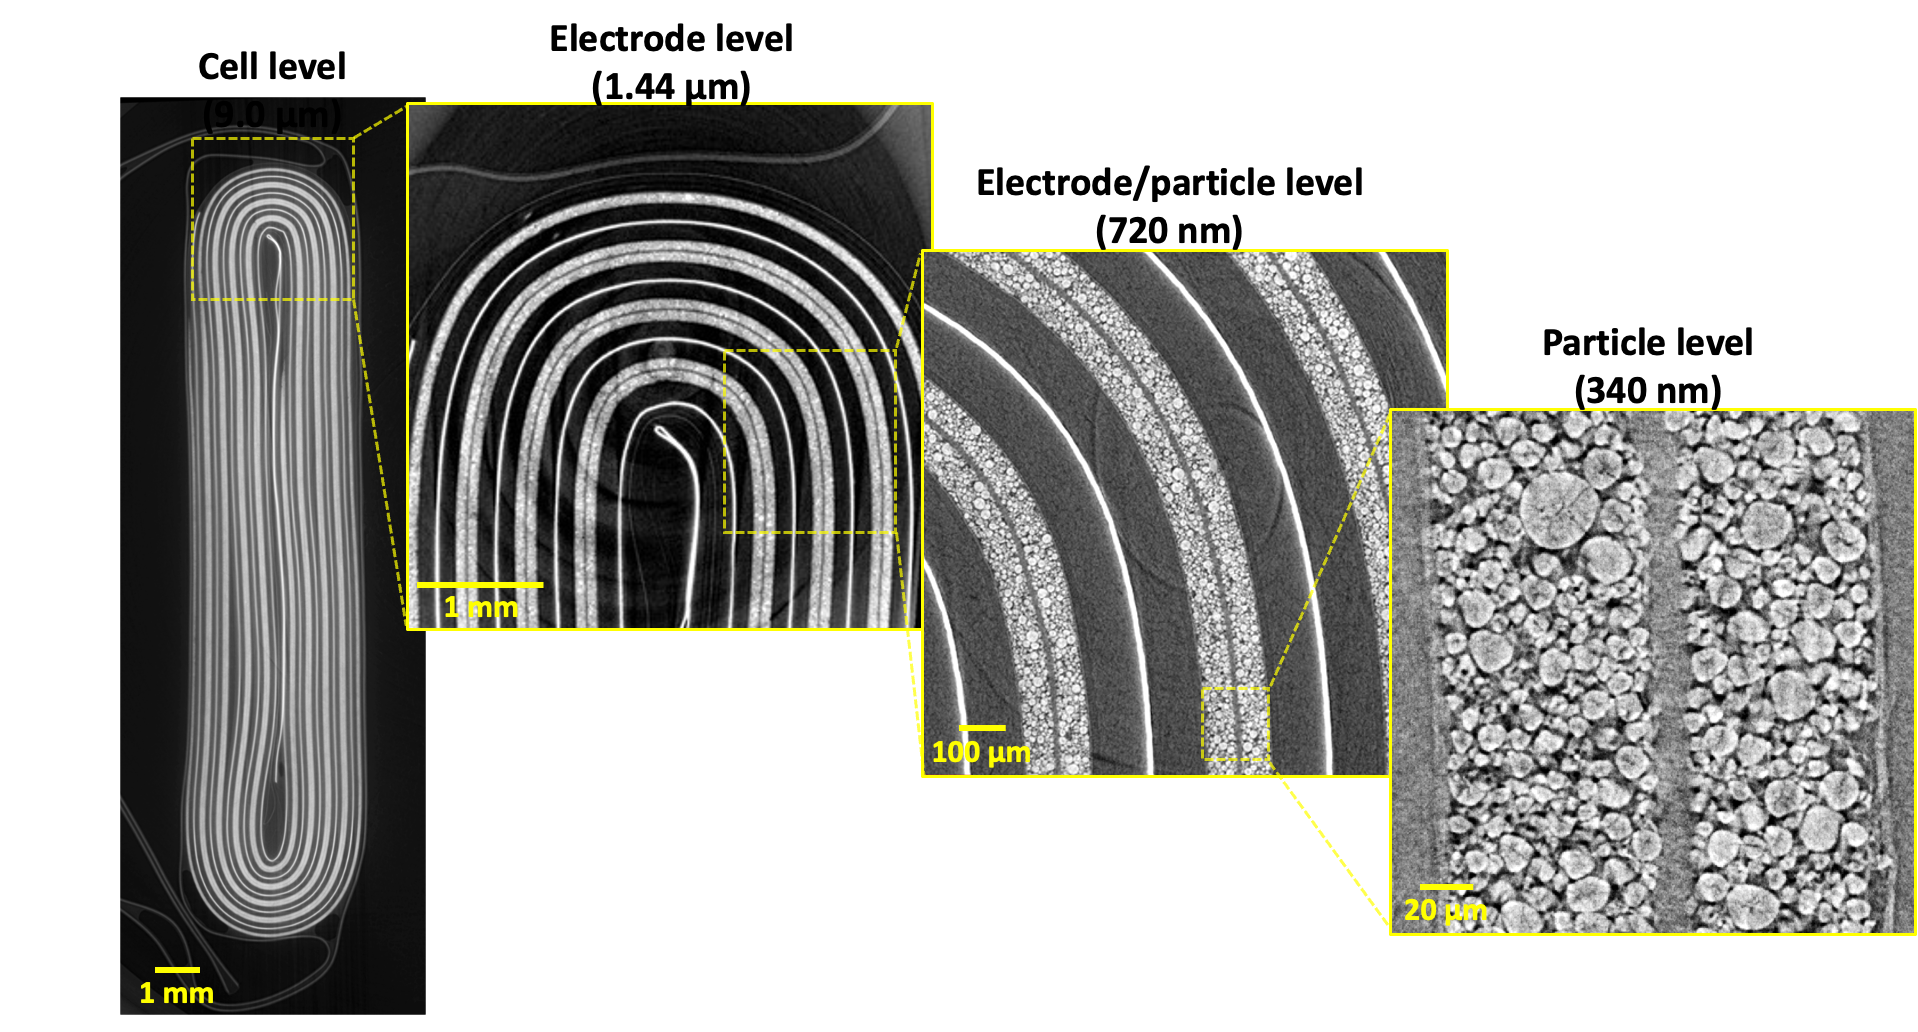 Cell level
(9.0 µm)
1 mm
Electrode level
(1.44 µm)
1 mm
Electrode/particle level
(720 nm)
100 µm
Particle level
(340 nm)
20 µm